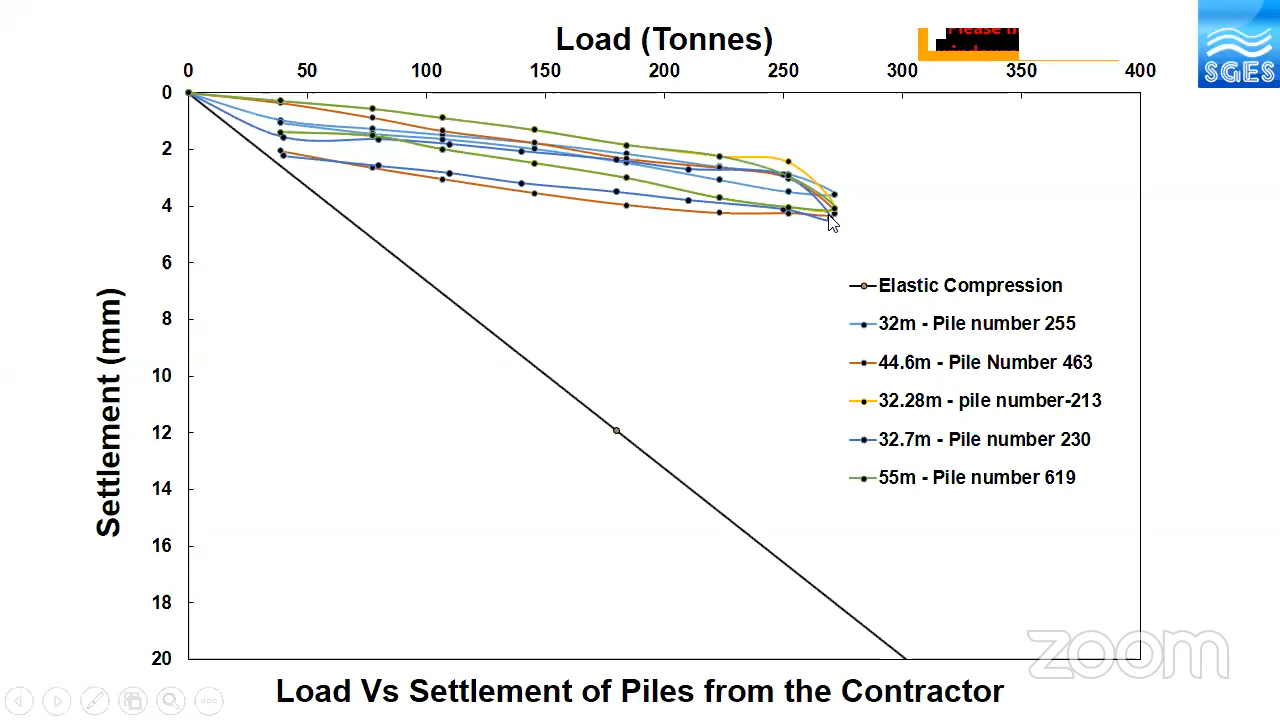 Load (Tonnes)
Please
SGES
0 50 100 150 200 250 300 350 400
0
2
4
6
8
10
12
14
16
18
20
Settlement (mm)
Elastic Compression
32m - Pile number 255
44.6m - Pile Number 463
32.28m - pile number-213
32.7m - Pile number 230
55m - Pile number 619
zoom
Load Vs Settlement of Piles from the Contractor